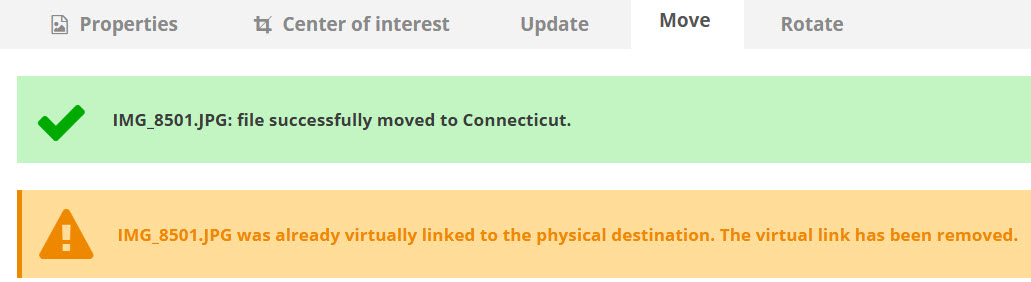 Properties Center of interest Update Move Rotate
IMG_8501.JPG: file successfully moved to Connecticut.
IMG_8501.JPG was already virtually linked to the physical destination. The virtual link has been removed.